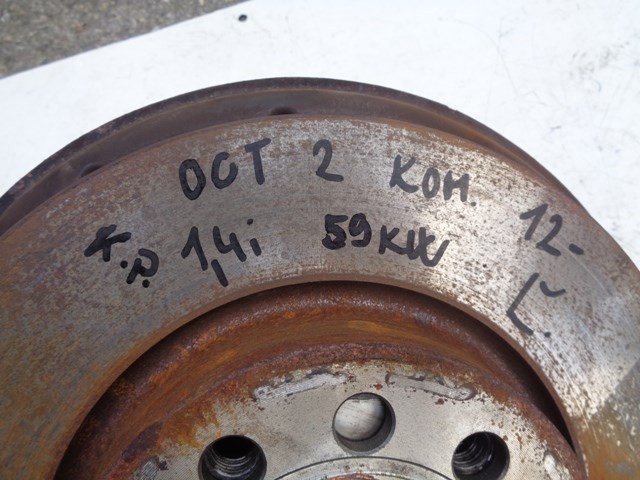 OCT 2 KOM. 12-
1,4i 59KW Ľ.